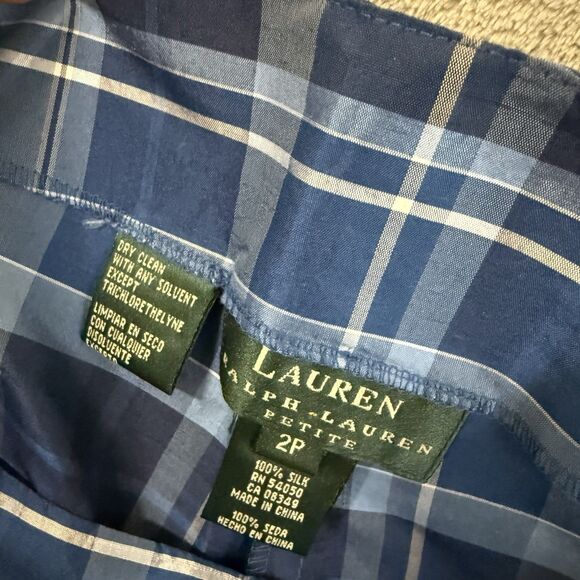 DRY CLEAN
WITH ANY SOLVENT
EXCEPT
TRICHLORETHELYNE
LIMPIAR EN SECO
CON CUALQUIER
DISOLVENTE
LAUREN
RALPH LAUREN
PETITE
2P
100% SILK
RN 54050
CA 08349
MADE IN CHINA
100% SEDA
HECHO EN CHINA